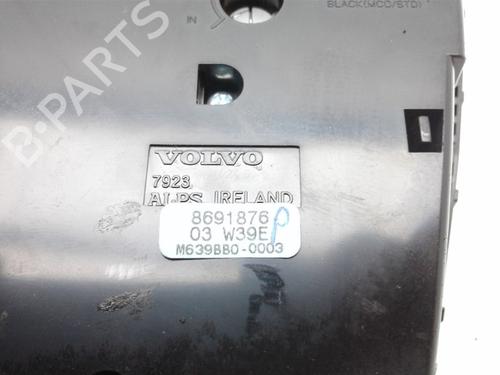 BLACK(MCC/STD)
IN
B-PARTS
VOLVO
7923
ALPS IRELAND
8691876
03 W39E
M639BB0-0003